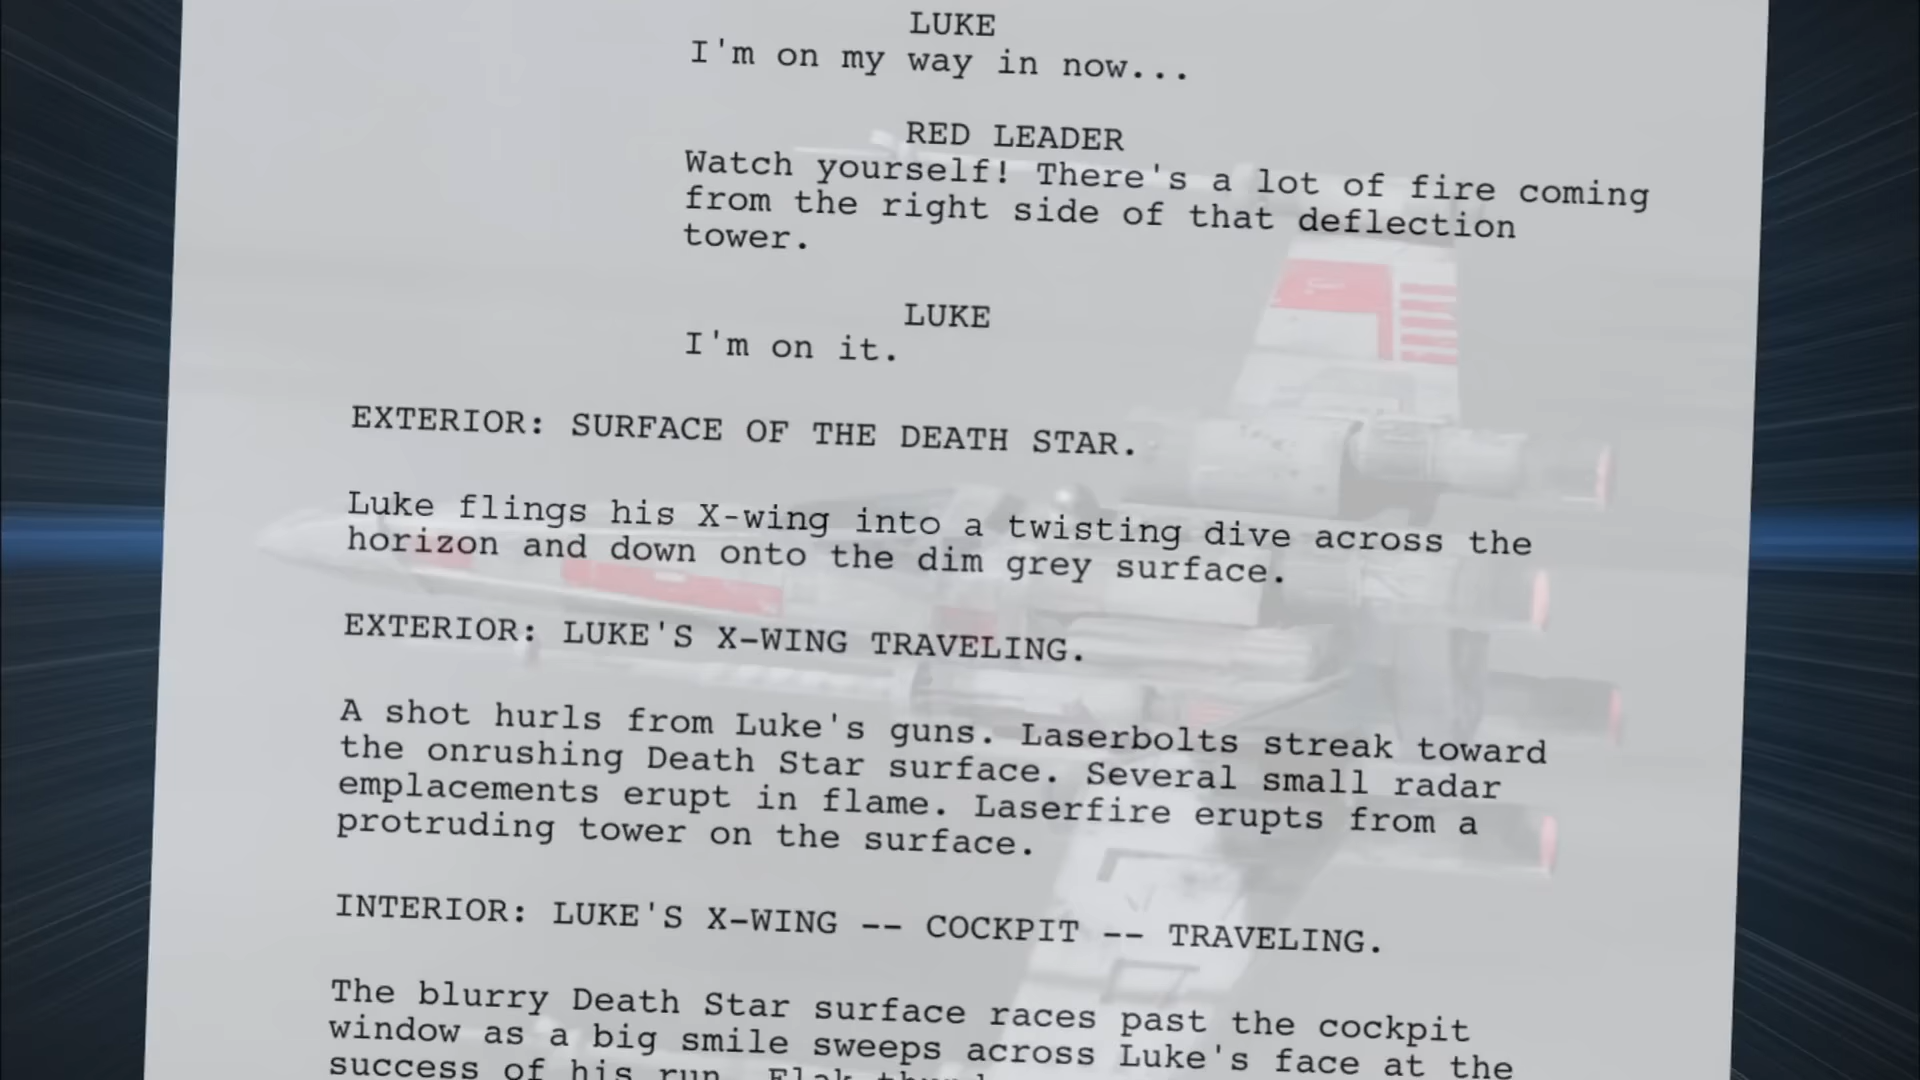 LUKE
I'm on my way in now...
RED LEADER
Watch yourself! There's a lot of fire coming
from the right side of that deflection
tower.
LUKE
I'm on it.
EXTERIOR: SURFACE OF THE DEATH STAR.
Luke flings his X-wing into a twisting dive across the
horizon and down onto the dim grey surface.
EXTERIOR: LUKE'S X-WING TRAVELING.
A shot hurls from Luke's guns. Laserbolts streak toward
the onrushing Death Star surface. Several small radar
emplacements erupt in flame. Laserfire erupts from a
protruding tower on the surface.
INTERIOR: LUKE'S X-WING -- COCKPIT -- TRAVELING.
The blurry Death Star surface races past the cockpit
window as a big smile sweeps across Luke's face at the
success of his run. Flak